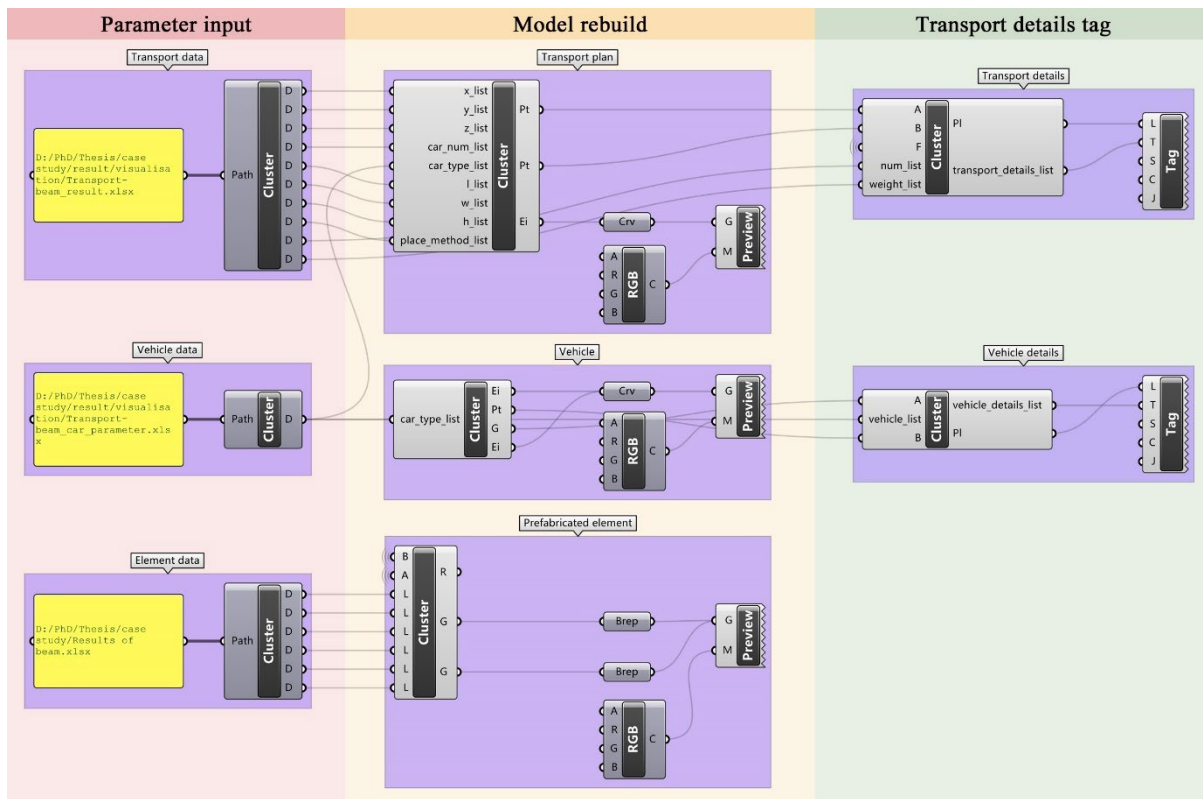 Parameter input
Model rebuild
Transport details tag
Transport data
D:/PhD/Thesis/case
study/result/visualisa
tion/Transport-
beam_result.xlsx
Path
Cluster
D
D
D
D
D
D
D
D
D
D
Transport plan
x_list
y_list
z_list
car_num_list
car_type_list
l_list
w_list
h_list
place_method_list
Cluster
Pt
Pt
Ei
Crv
A
R
G
B
RGB
C
G
M
Preview
Transport details
A
B
F
num_list
weight_list
Cluster
Pl
transport_details_list
L
T
S
C
J
Tag
Vehicle data
D:/PhD/Thesis/case
study/result/visualisa
tion/Transport-
beam_car_parameter.xls
x
Path
Cluster
D
Vehicle
car_type_list
Cluster
Ei
Pt
G
Ei
Crv
A
R
G
B
RGB
C
G
M
Preview
Vehicle details
A
vehicle_list
B
Cluster
vehicle_details_list
Pl
L
T
S
C
J
Tag
Element data
D:/PhD/Thesis/case
study/Results of
beam.xlsx
Path
Cluster
D
D
D
D
D
D
Prefabricated element
B
A
L
L
L
L
L
L
Cluster
R
G
G
Brep
Brep
A
R
G
B
RGB
C
G
M
Preview